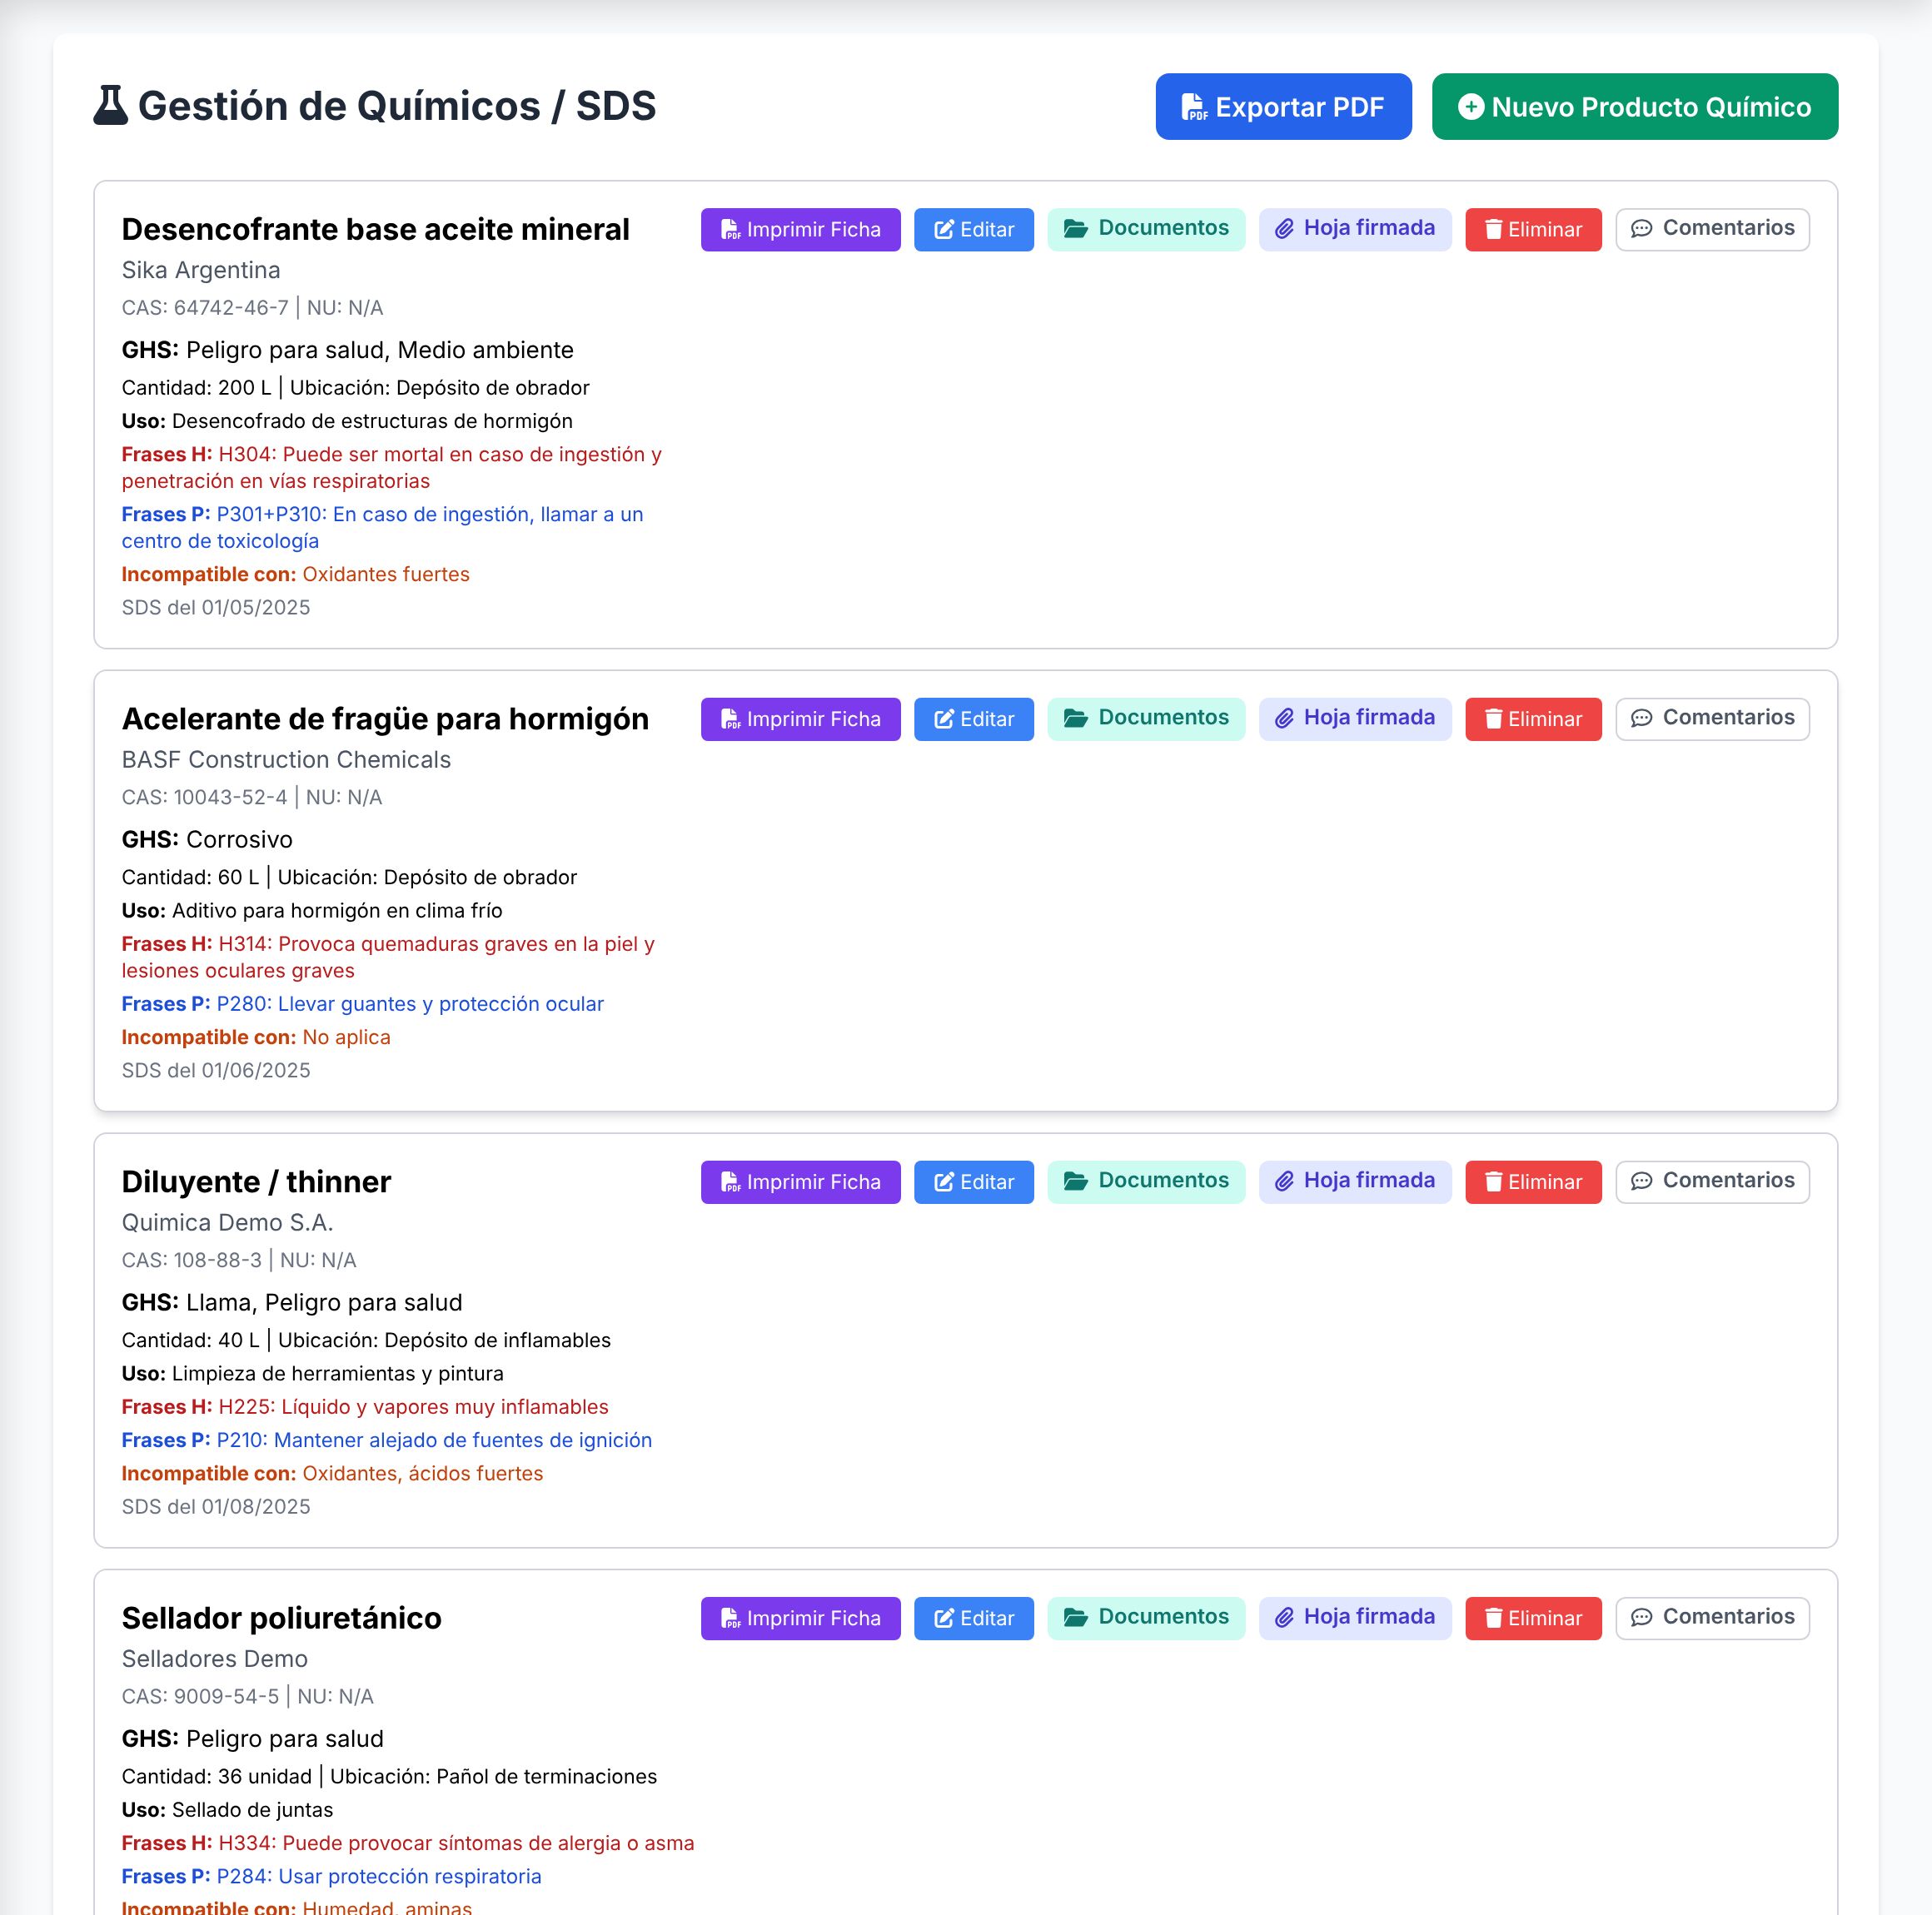 Gestión de Químicos / SDS
Exportar PDF
Nuevo Producto Químico
Desencofrante base aceite mineral
Imprimir Ficha
Editar
Documentos
Hoja firmada
Eliminar
Comentarios
Sika Argentina
CAS: 64742-46-7 | NU: N/A
GHS: Peligro para salud, Medio ambiente
Cantidad: 200 L | Ubicación: Depósito de obrador
Uso: Desencofrado de estructuras de hormigón
Frases H: H304: Puede ser mortal en caso de ingestión y
penetración en vías respiratorias
Frases P: P301+P310: En caso de ingestión, llamar a un
centro de toxicología
Incompatible con: Oxidantes fuertes
SDS del 01/05/2025
Acelerante de fragüe para hormigón
Imprimir Ficha
Editar
Documentos
Hoja firmada
Eliminar
Comentarios
BASF Construction Chemicals
CAS: 10043-52-4 | NU: N/A
GHS: Corrosivo
Cantidad: 60 L | Ubicación: Depósito de obrador
Uso: Aditivo para hormigón en clima frío
Frases H: H314: Provoca quemaduras graves en la piel y
lesiones oculares graves
Frases P: P280: Llevar guantes y protección ocular
Incompatible con: No aplica
SDS del 01/06/2025
Diluyente / thinner
Imprimir Ficha
Editar
Documentos
Hoja firmada
Eliminar
Comentarios
Quimica Demo S.A.
CAS: 108-88-3 | NU: N/A
GHS: Llama, Peligro para salud
Cantidad: 40 L | Ubicación: Depósito de inflamables
Uso: Limpieza de herramientas y pintura
Frases H: H225: Líquido y vapores muy inflamables
Frases P: P210: Mantener alejado de fuentes de ignición
Incompatible con: Oxidantes, ácidos fuertes
SDS del 01/08/2025
Sellador poliuretánico
Imprimir Ficha
Editar
Documentos
Hoja firmada
Eliminar
Comentarios
Selladores Demo
CAS: 9009-54-5 | NU: N/A
GHS: Peligro para salud
Cantidad: 36 unidad | Ubicación: Pañol de terminaciones
Uso: Sellado de juntas
Frases H: H334: Puede provocar síntomas de alergia o asma
Frases P: P284: Usar protección respiratoria
Incompatible con: Humedad, aminas